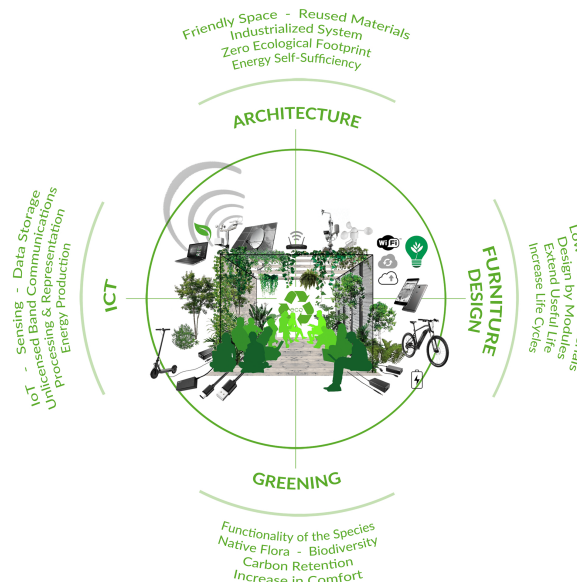 Friendly Space - Reused Materials
Industrialized System
Zero Ecological Footprint
Energy Self-Sufficiency
ARCHITECTURE
IoT - Sensing - Data Storage
Unlicensed Band Communications
Processing & Representation
Energy Production
ICT
WiFi
FURNITURE
DESIGN
Design by Modules
Extend Useful Life
Increase Life Cycles
GREENING
Functionality of the Species
Native Flora - Biodiversity
Carbon Retention
Increase in Comfort